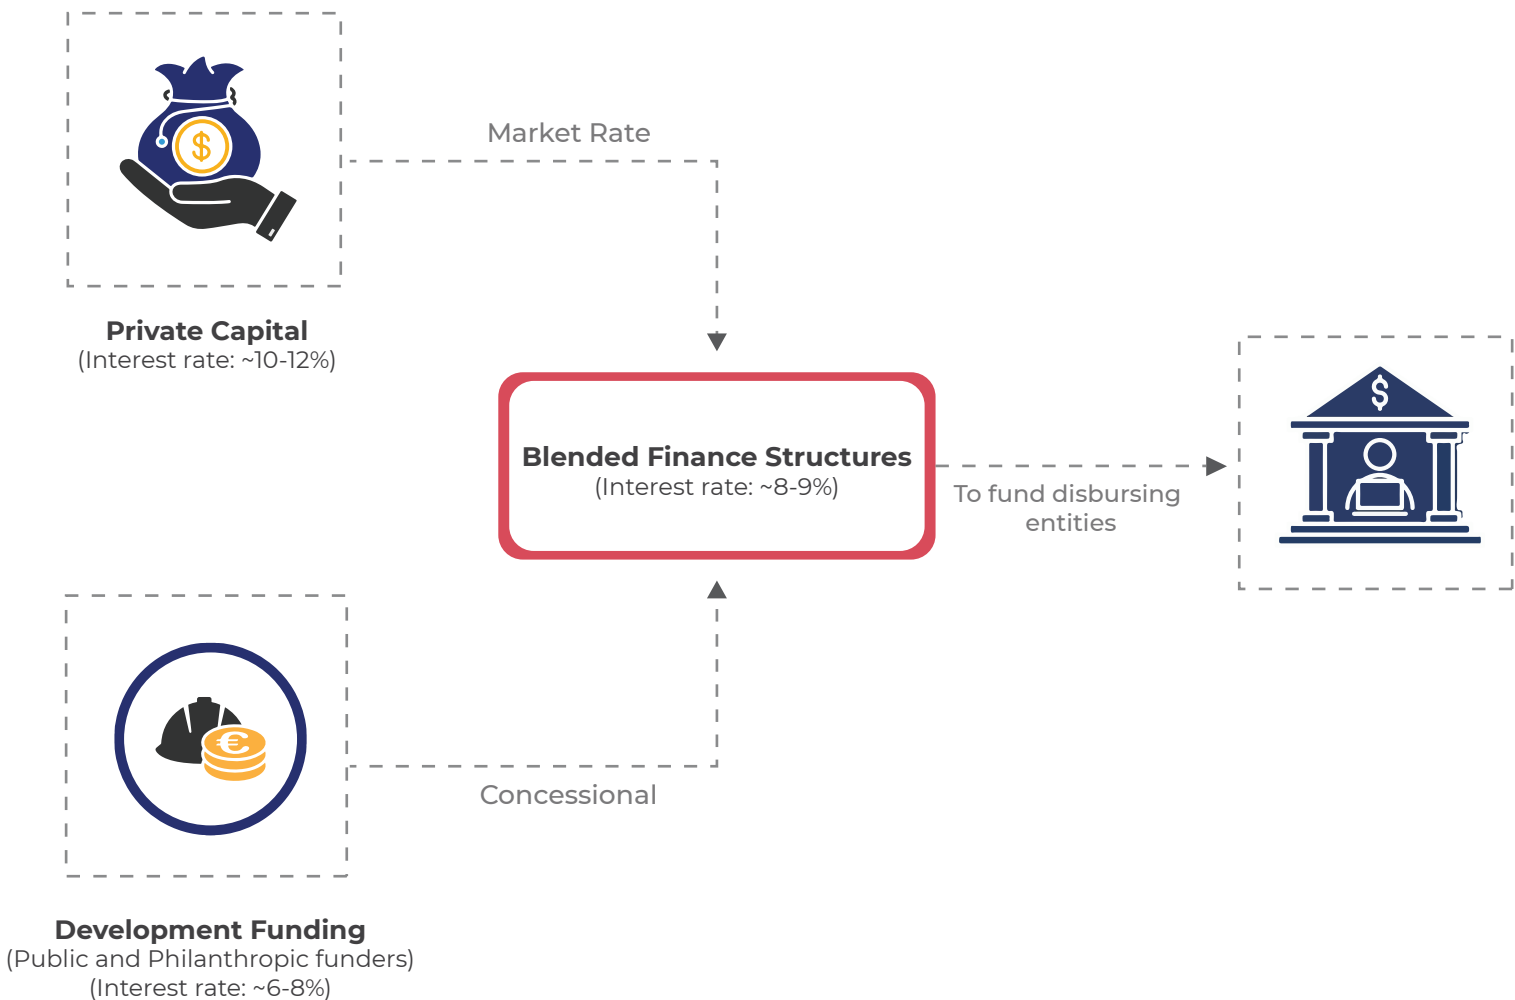 Market Rate
Private Capital
(Interest rate: ~10-12%)
Blended Finance Structures
(Interest rate: ~8-9%)
To fund disbursing
entities
$
$
€
Concessional
Development Funding
(Public and Philanthropic funders)
(Interest rate: ~6-8%)